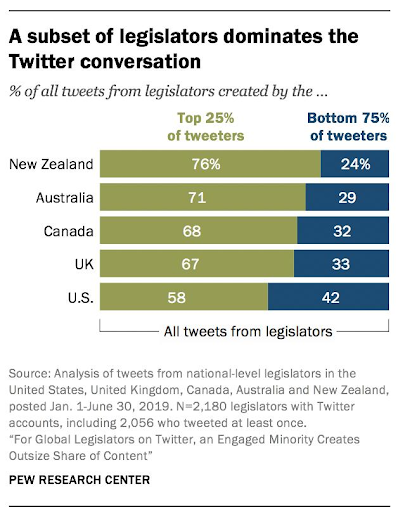 A subset of legislators dominates the
Twitter conversation
% of all tweets from legislators created by the ...
Top 25% of tweeters
Bottom 75% of tweeters
New Zealand 76% 24%
Australia 71 29
Canada 68 32
UK 67 33
U.S. 58 42
All tweets from legislators
Source: Analysis of tweets from national-level legislators in the
United States, United Kingdom, Canada, Australia and New Zealand,
posted Jan. 1-June 30, 2019. N=2,180 legislators with Twitter
accounts, including 2,056 who tweeted at least once.
“For Global Legislators on Twitter, an Engaged Minority Creates
Outsize Share of Content”
PEW RESEARCH CENTER